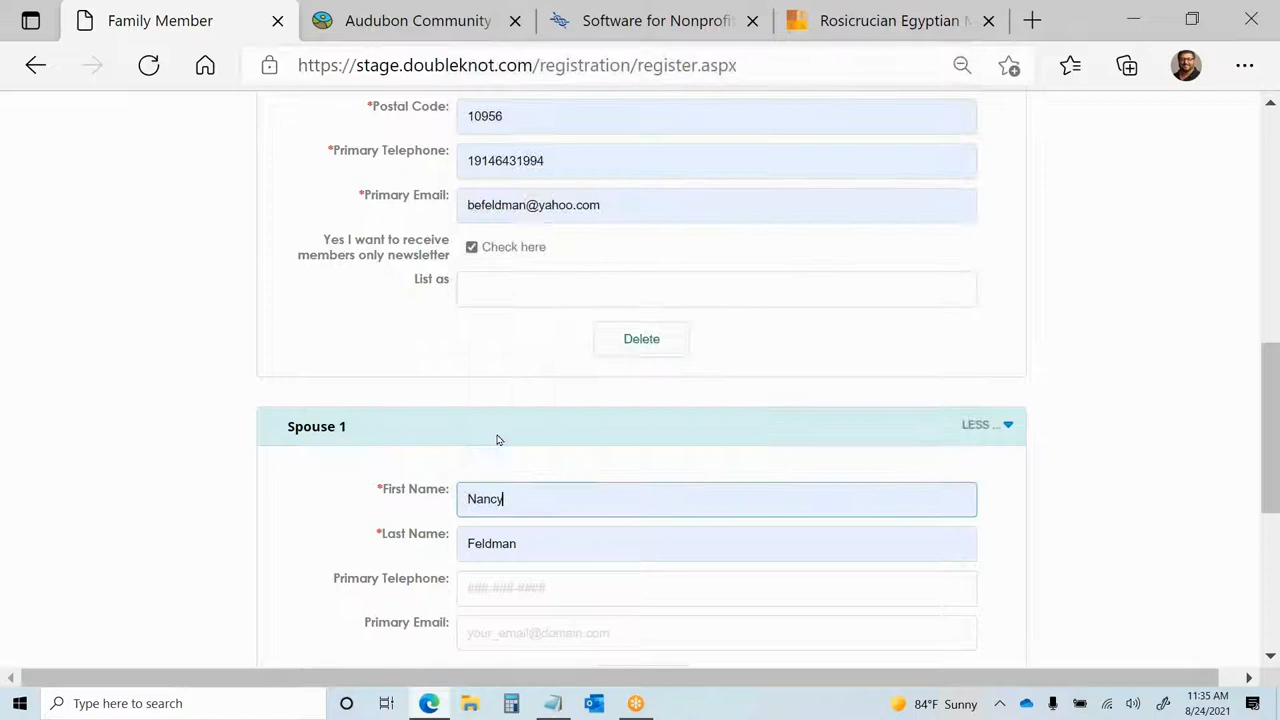 Family Member
Audubon Community
Software for Nonprofit
Rosicrucian Egyptian M
https://stage.doubleknot.com/registration/register.aspx
*Postal Code:
10956
*Primary Telephone:
19146431994
*Primary Email:
befeldman@yahoo.com
Yes I want to receive
members only newsletter
Check here
List as
Delete
Spouse 1
LESS ...
*First Name:
Nancy
*Last Name:
Feldman
Primary Telephone:
###-###-####
Primary Email:
your_email@domain.com
Type here to search
84°F Sunny
11:35 AM
8/24/2021